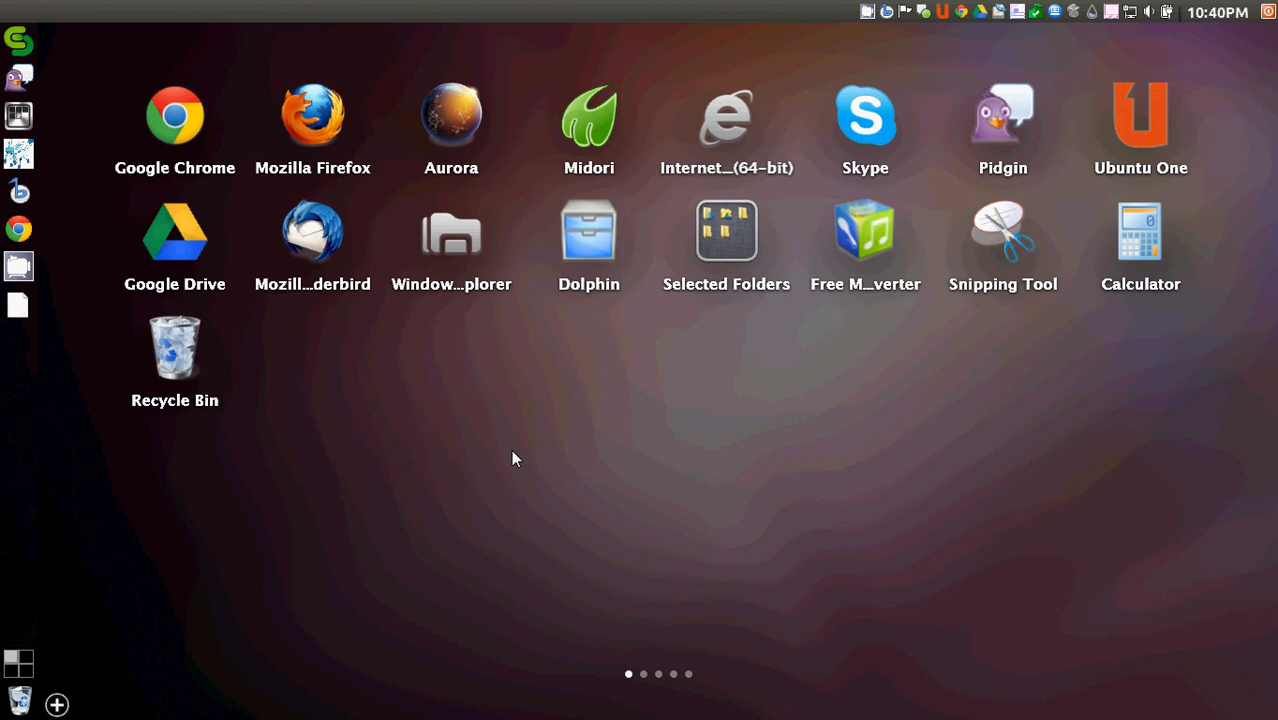 10:40PM
Google Chrome Mozilla Firefox Aurora Midori Internet_(64-bit) Skype Pidgin Ubuntu One
Google Drive Mozill...derbird Window...plorer Dolphin Selected Folders Free M_verter Snipping Tool Calculator
Recycle Bin